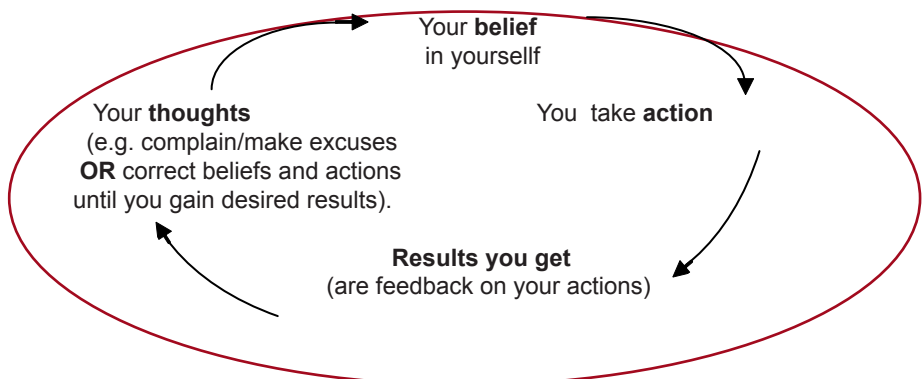 Your belief
in yoursellf
You take action
Results you get
(are feedback on your actions)
Your thoughts
(e.g. complain/make excuses
OR correct beliefs and actions
until you gain desired results).